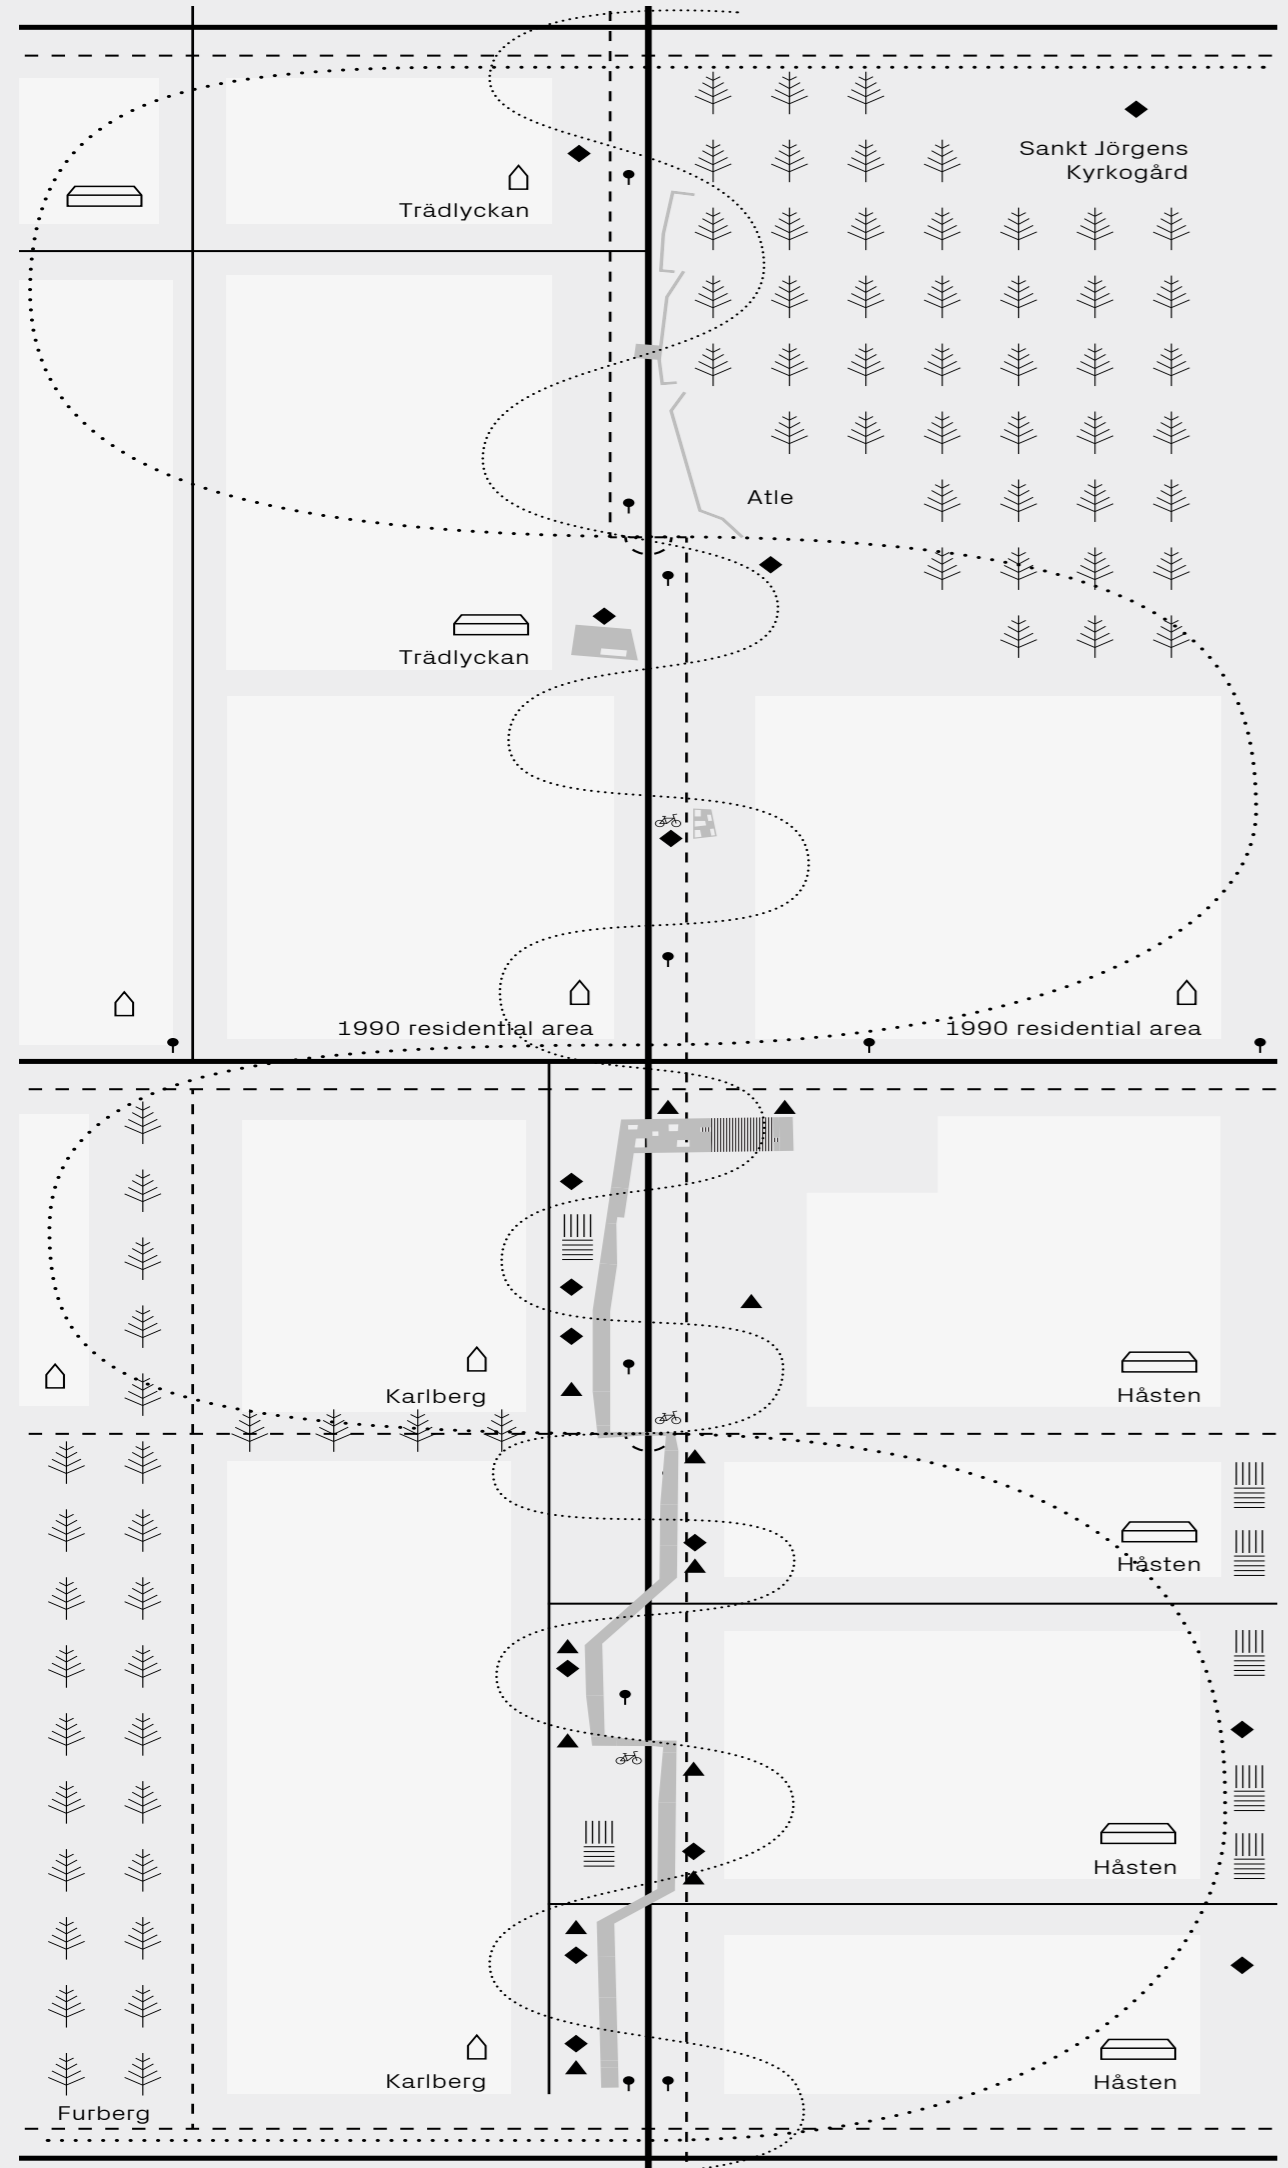 Sankt Jörgens
Kyrkogård
Trädlyckan
Atle
Trädlyckan
1990 residential area
1990 residential area
Karlberg
Håsten
Håsten
Håsten
Karlberg
Håsten
Furberg